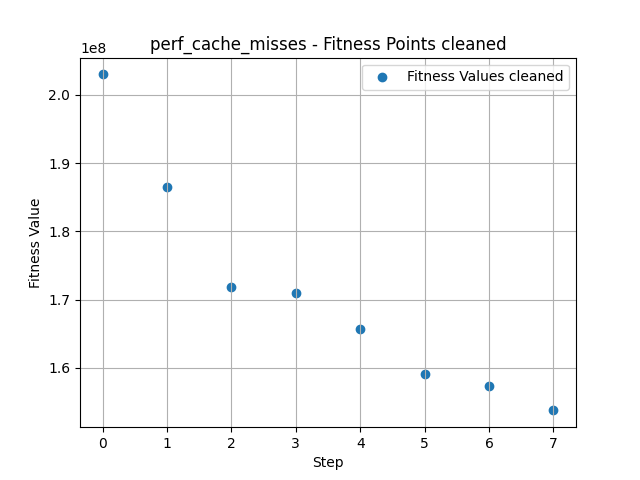 perf_cache_misses - Fitness Points cleaned
1e8
Fitness Values cleaned
2.0
1.9
1.8
1.7
1.6
Fitness Value
0 1 2 3 4 5 6 7
Step